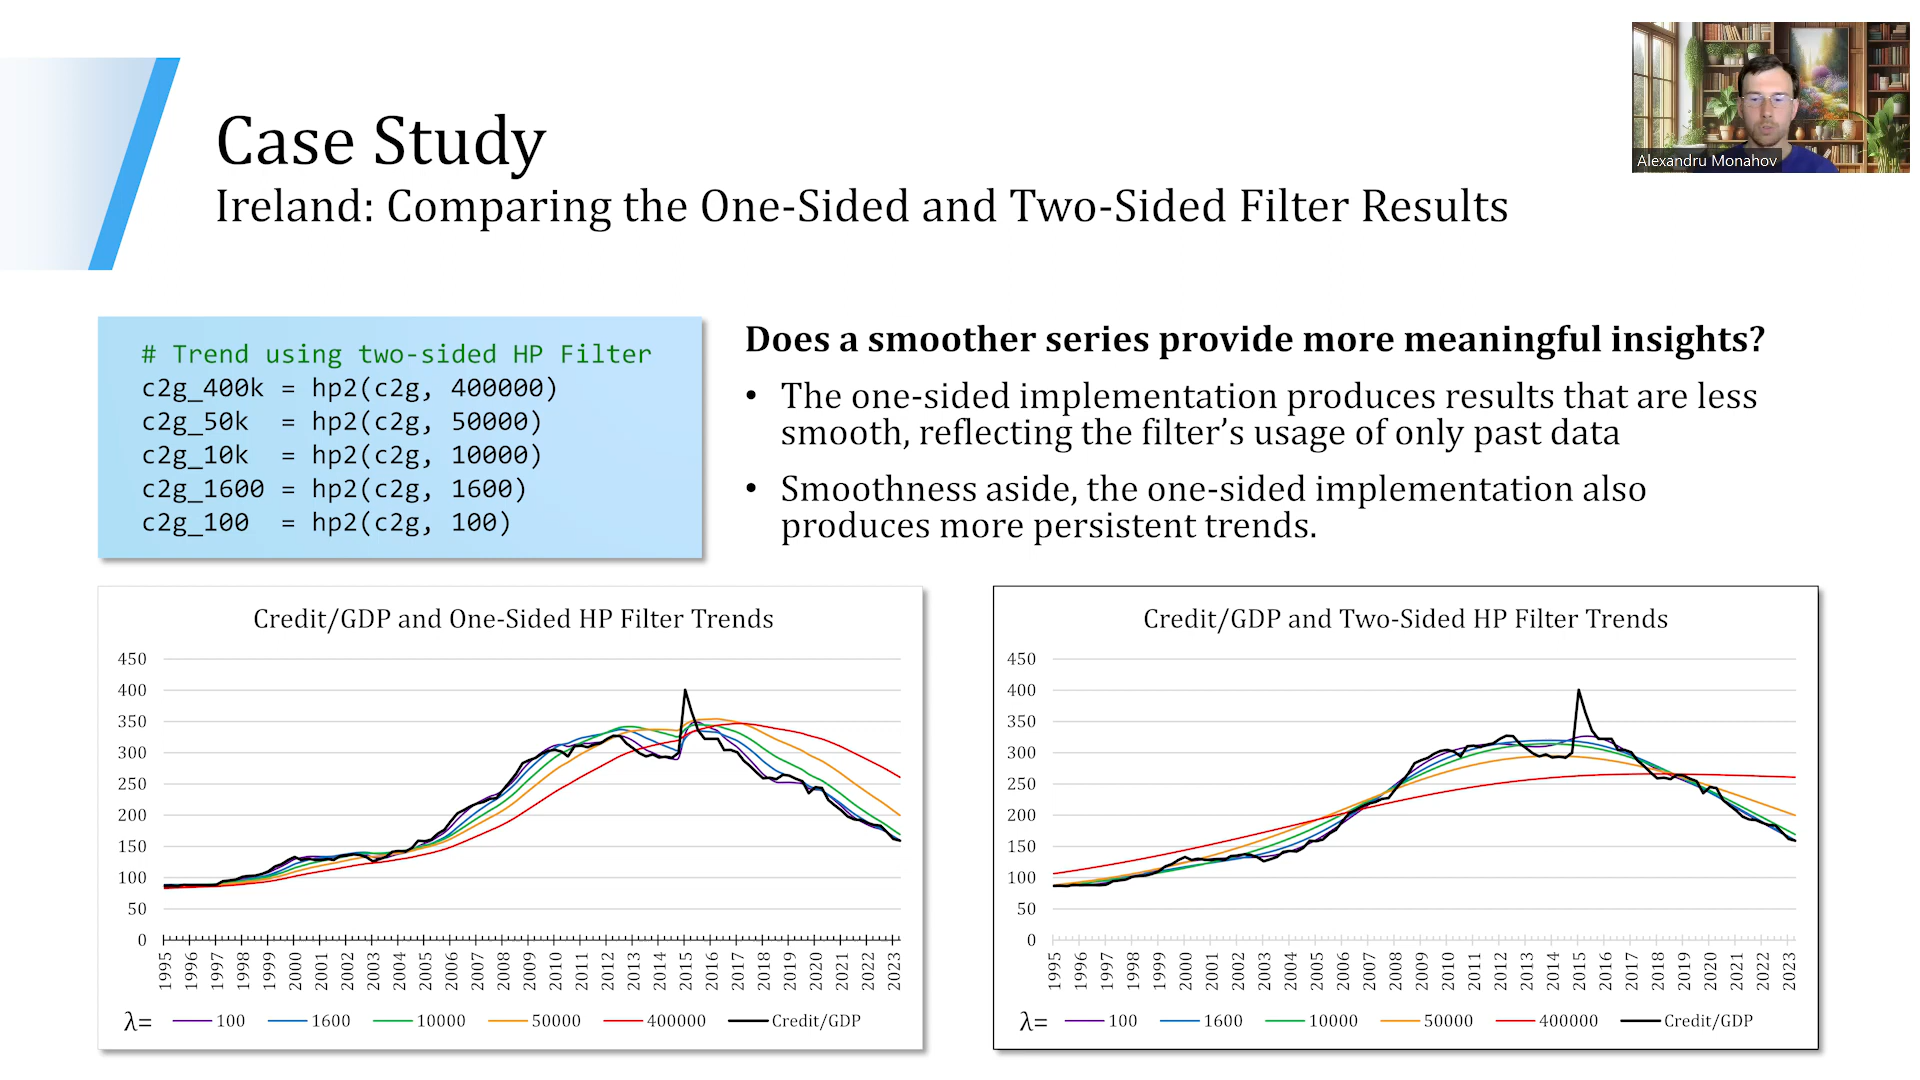 Case Study
Ireland: Comparing the One-Sided and Two-Sided Filter Results
Alexandru Monahov
# Trend using two-sided HP Filter
c2g_400k = hp2(c2g, 400000)
c2g_50k  = hp2(c2g, 50000)
c2g_10k  = hp2(c2g, 10000)
c2g_1600 = hp2(c2g, 1600)
c2g_100  = hp2(c2g, 100)
Does a smoother series provide more meaningful insights?
• The one-sided implementation produces results that are less
smooth, reflecting the filter’s usage of only past data
• Smoothness aside, the one-sided implementation also
produces more persistent trends.
Credit/GDP and One-Sided HP Filter Trends
450
400
350
300
250
200
150
100
50
0
1995 1996 1997 1998 1999 2000 2001 2002 2003 2004 2005 2006 2007 2008 2009 2010 2011 2012 2013 2014 2015 2016 2017 2018 2019 2020 2021 2022 2023
λ= 100 1600 10000 50000 400000 Credit/GDP
Credit/GDP and Two-Sided HP Filter Trends
450
400
350
300
250
200
150
100
50
0
1995 1996 1997 1998 1999 2000 2001 2002 2003 2004 2005 2006 2007 2008 2009 2010 2011 2012 2013 2014 2015 2016 2017 2018 2019 2020 2021 2022 2023
λ= 100 1600 10000 50000 400000 Credit/GDP